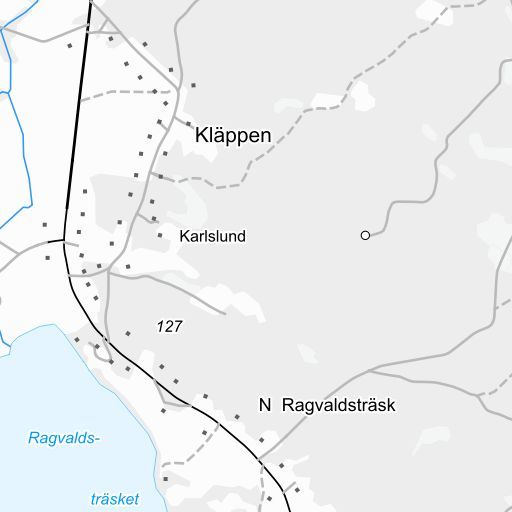 Kläppen
Karlslund
127
N Ragvaldsträsk
Ragvalds-
träsket